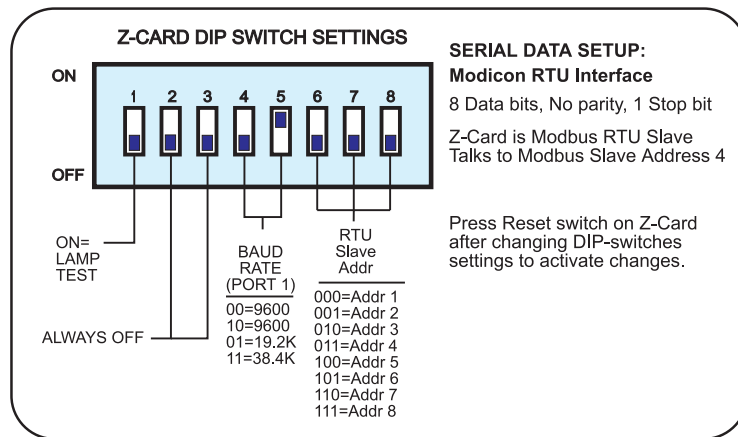 Z-CARD DIP SWITCH SETTINGS
ON
OFF
1 2 3 4 5 6 7 8
ON=
LAMP
TEST
ALWAYS OFF
BAUD
RATE
(PORT 1)
00=9600
10=9600
01=19.2K
11=38.4K
RTU
Slave
Addr
000=Addr 1
001=Addr 2
010=Addr 3
011=Addr 4
100=Addr 5
101=Addr 6
110=Addr 7
111=Addr 8
SERIAL DATA SETUP:
Modicon RTU Interface
8 Data bits, No parity, 1 Stop bit
Z-Card is Modbus RTU Slave
Talks to Modbus Slave Address 4
Press Reset switch on Z-Card
after changing DIP-switches
settings to activate changes.